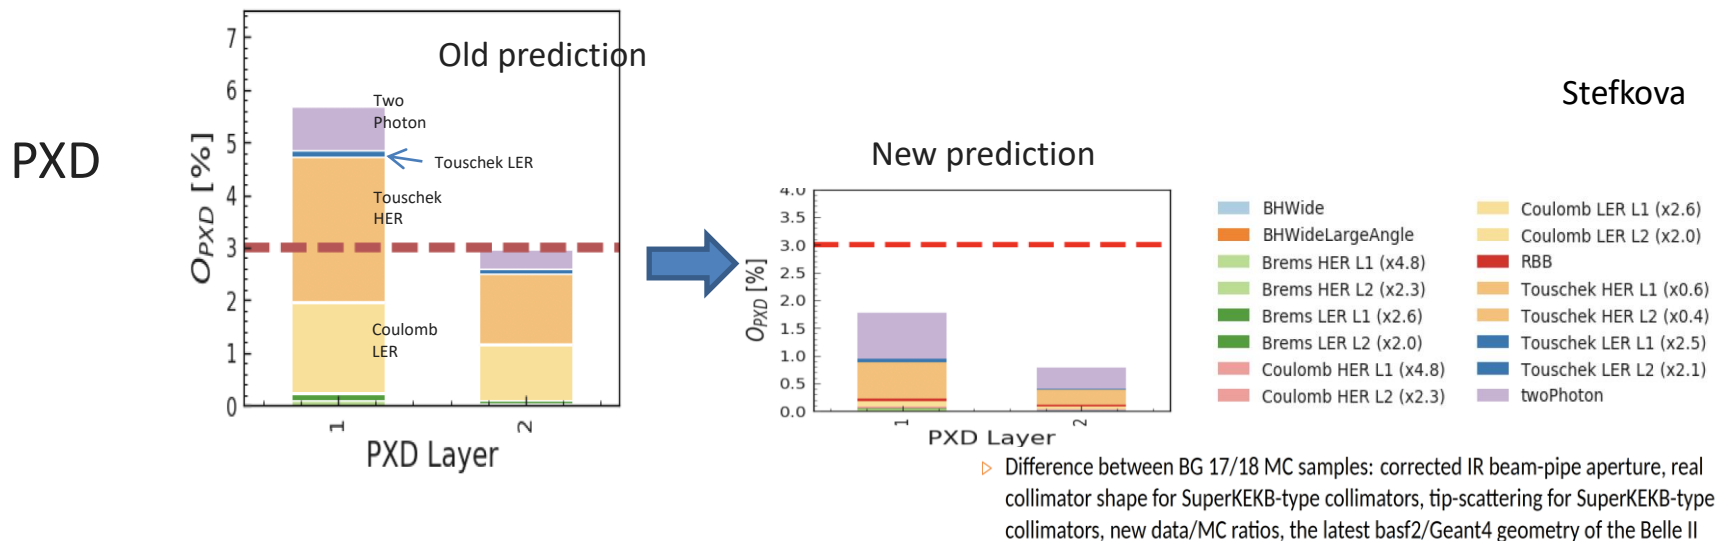 PXD
Old prediction
O_PXD [%]
7
6
5
4
3
2
1
0
Two
Photon
Touschek LER
Touschek
HER
Coulomb
LER
1
2
PXD Layer
New prediction
Stefkova
O_PXD [%]
4.0
3.5
3.0
2.5
2.0
1.5
1.0
0.5
0.0
1
2
PXD Layer
BHWide
BHWideLargeAngle
Brems HER L1 (x4.8)
Brems HER L2 (x2.3)
Brems LER L1 (x2.6)
Brems LER L2 (x2.0)
Coulomb HER L1 (x4.8)
Coulomb HER L2 (x2.3)
Coulomb LER L1 (x2.6)
Coulomb LER L2 (x2.0)
RBB
Touschek HER L1 (x0.6)
Touschek HER L2 (x0.4)
Touschek LER L1 (x2.5)
Touschek LER L2 (x2.1)
twoPhoton
Difference between BG 17/18 MC samples: corrected IR beam-pipe aperture, real
collimator shape for SuperKEKB-type collimators, tip-scattering for SuperKEKB-type
collimators, new data/MC ratios, the latest basf2/Geant4 geometry of the Belle II